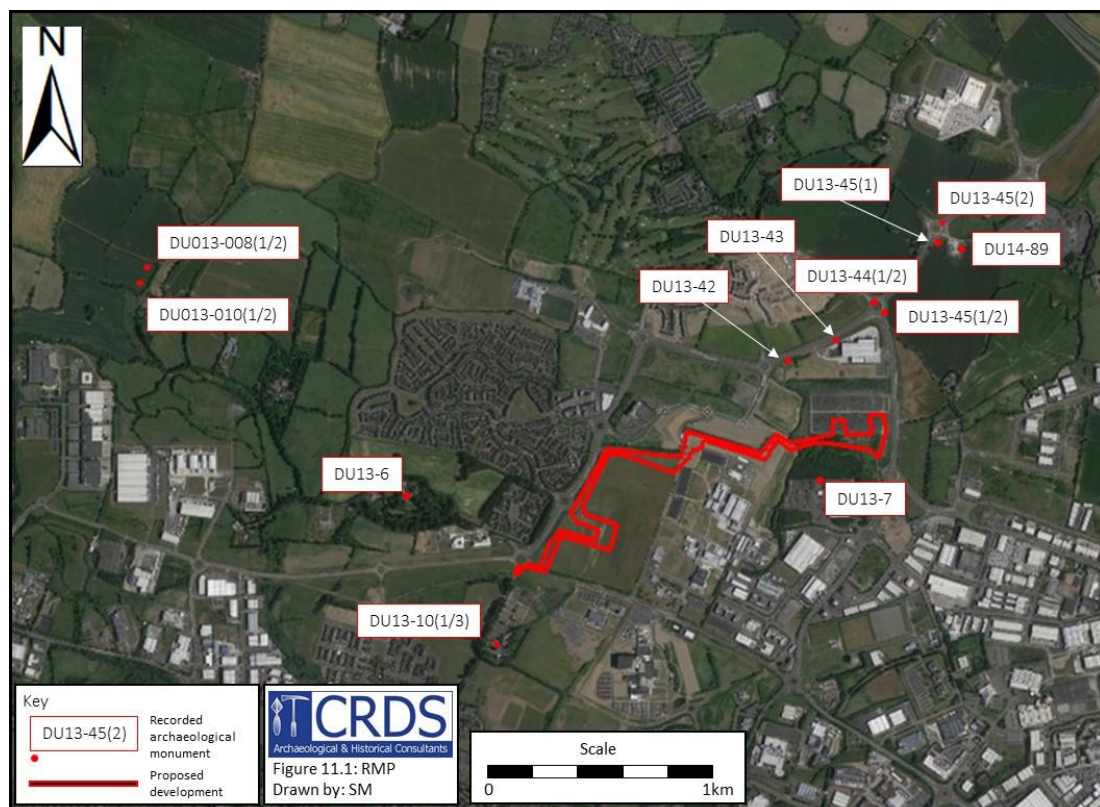 N
DU13-45(1)
DU13-45(2)
DU013-008(1/2)
DU13-43
DU14-89
DU13-44(1/2)
DU13-42
DU013-010(1/2)
DU13-45(1/2)
DU13-6
DU13-7
DU13-10(1/3)
Key
DU13-45(2)
Recorded
archaeological
monument
Proposed
development
CRDS
Archaeological & Historical Consultants
Figure 11.1: RMP
Drawn by: SM
Scale
0 1km